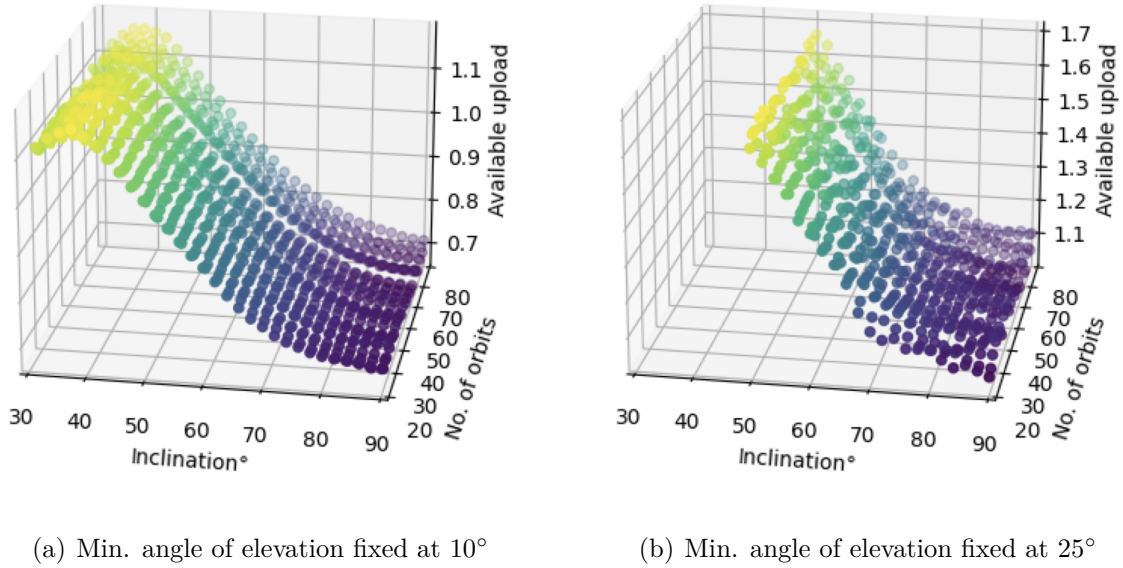 1.1
1.0
0.9
0.8
0.7
Available upload
80
70
60
50
40
30
20
No. of orbits
30 40 50 60 70 80 90
Inclination°
(a) Min. angle of elevation fixed at 10°
1.7
1.6
1.5
1.4
1.3
1.2
1.1
Available upload
80
70
60
50
40
30
20
No. of orbits
30 40 50 60 70 80 90
Inclination°
(b) Min. angle of elevation fixed at 25°